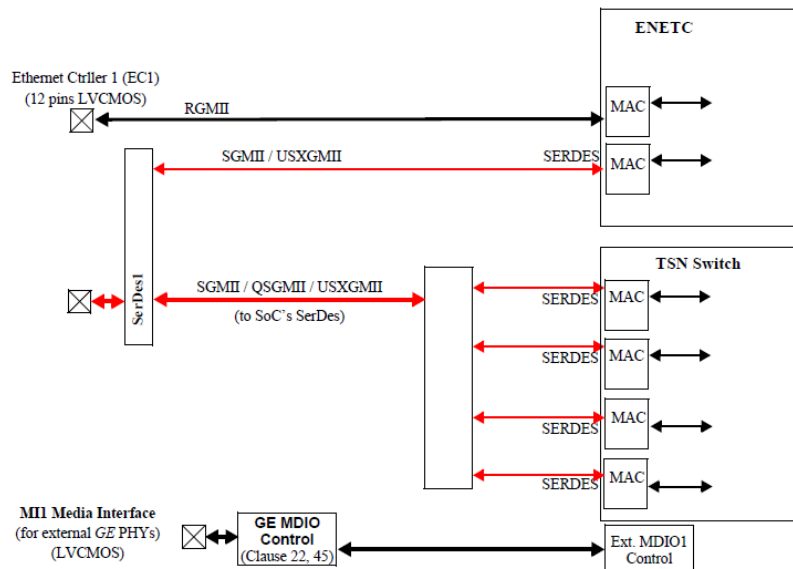 ENETC
Ethernet Ctrller 1 (EC1)
(12 pins LVCMOS)
RGMII
MAC
SGMII / USXGMII
SERDES
MAC
SerDes1
TSN Switch
SGMII / QSGMII / USXGMII
(to SoC's SerDes)
SERDES
MAC
SERDES
MAC
SERDES
MAC
SERDES
MAC
MI1 Media Interface
(for external GE PHYs)
(LVCMOS)
GE MDIO
Control
(Clause 22, 45)
Ext. MDIO1
Control